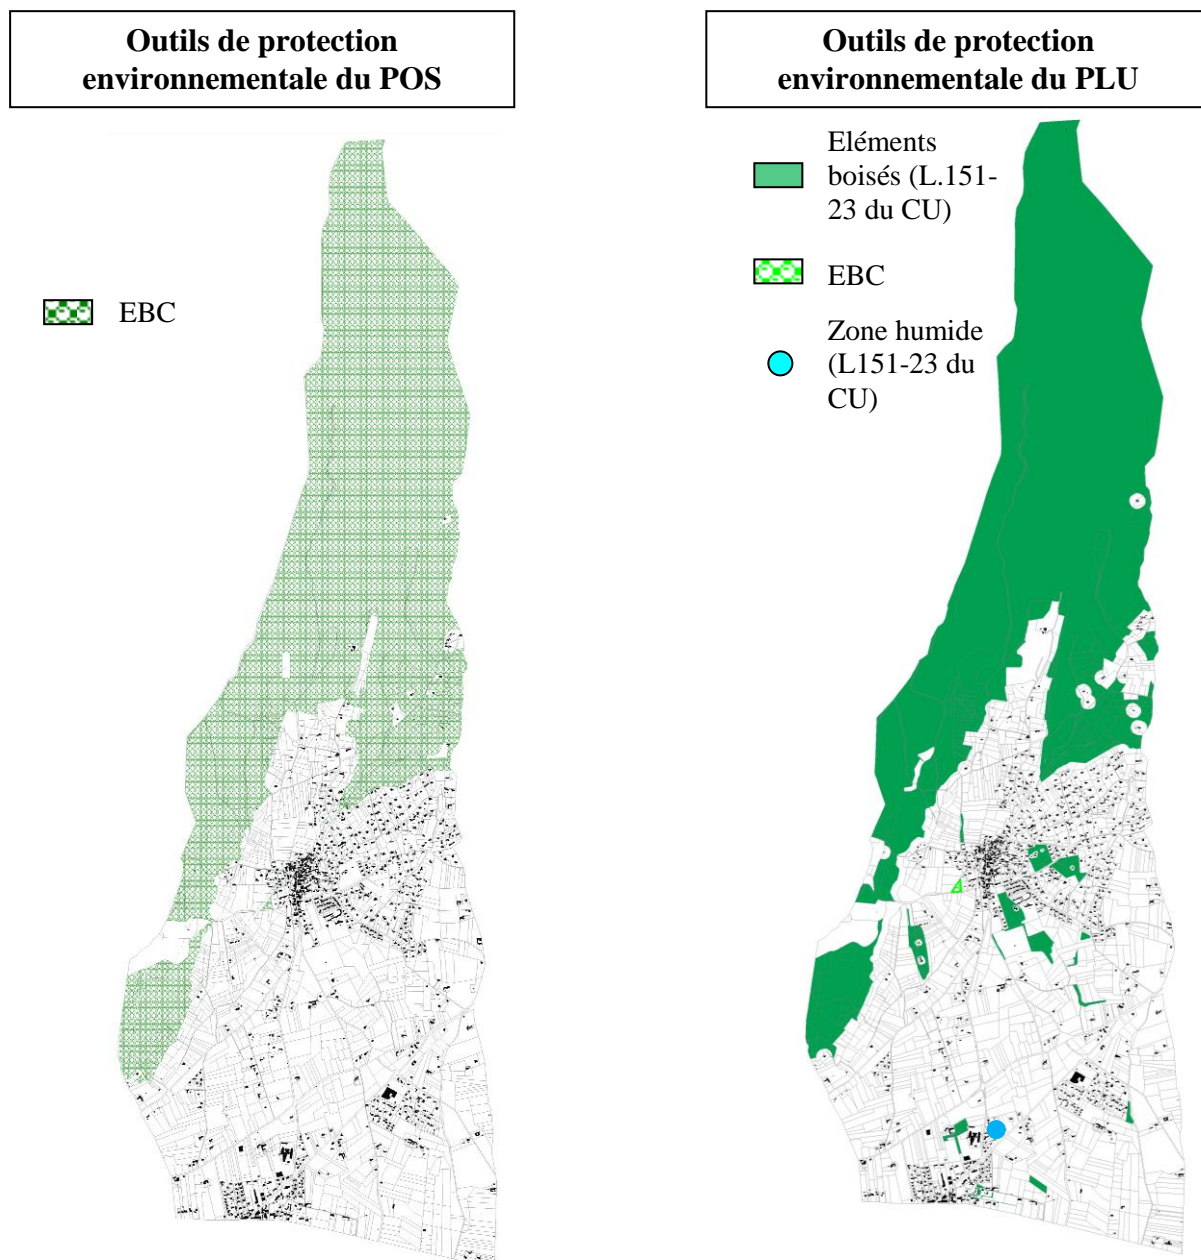 Outils de protection
environnementale du POS
EBC
Outils de protection
environnementale du PLU
Eléments
boisés (L.151-
23 du CU)
EBC
Zone humide
(L151-23 du
CU)